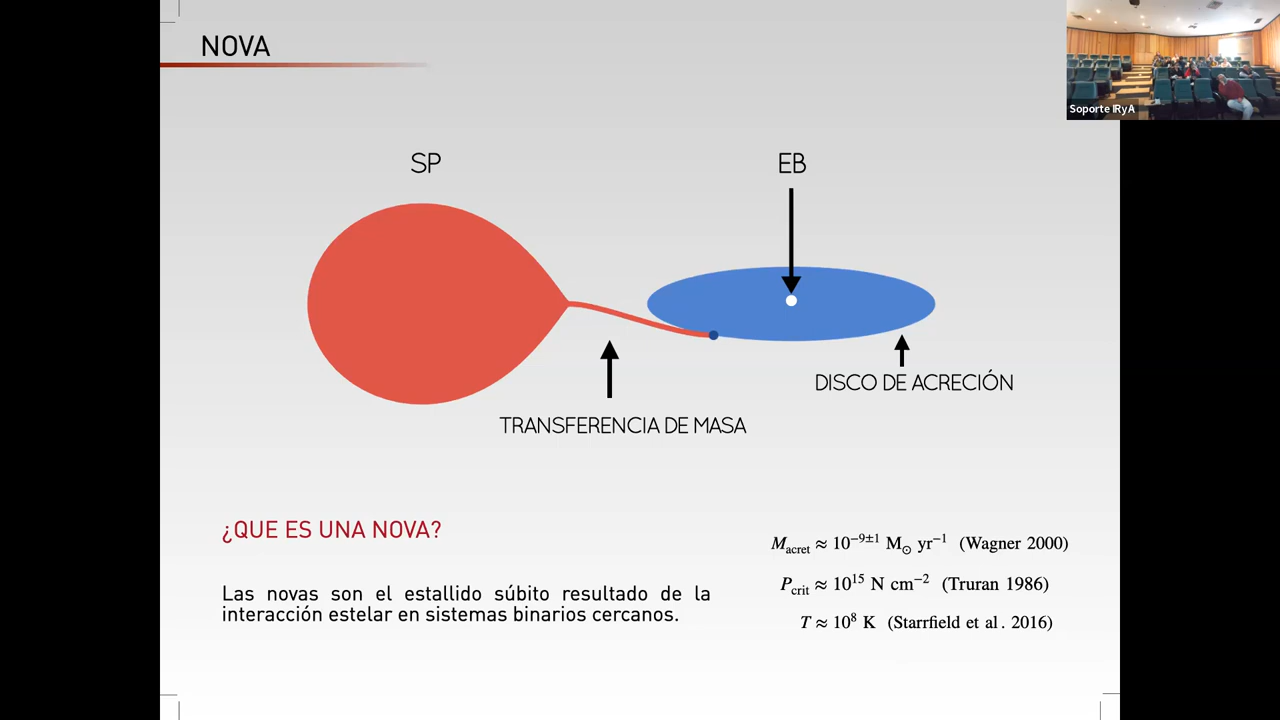 NOVA
Soporte IRyA
SP
EB
DISCO DE ACRECIÓN
TRANSFERENCIA DE MASA
¿QUE ES UNA NOVA?
Las novas son el estallido súbito resultado de la
interacción estelar en sistemas binarios cercanos.
M_acret ≈ 10^{−9±1} M_⊙ yr^{−1} (Wagner 2000)
P_crit ≈ 10^{15} N cm^{−2} (Truran 1986)
T ≈ 10^8 K (Starrfield et al. 2016)